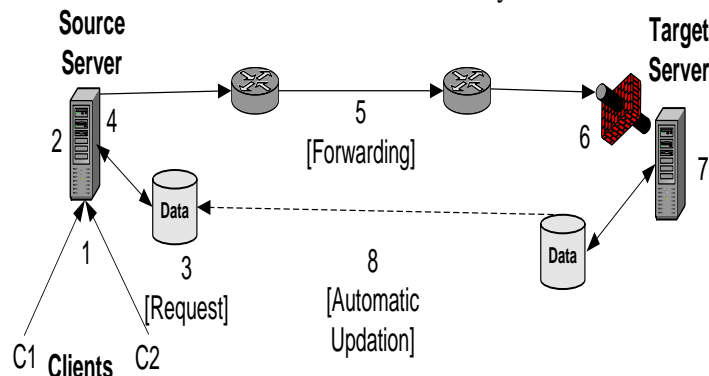 Source
Server
Target
Server
2
4
5
[Forwarding]
6
7
Data
Data
1
3
[Request]
8
[Automatic
Updation]
C1
Clients
C2